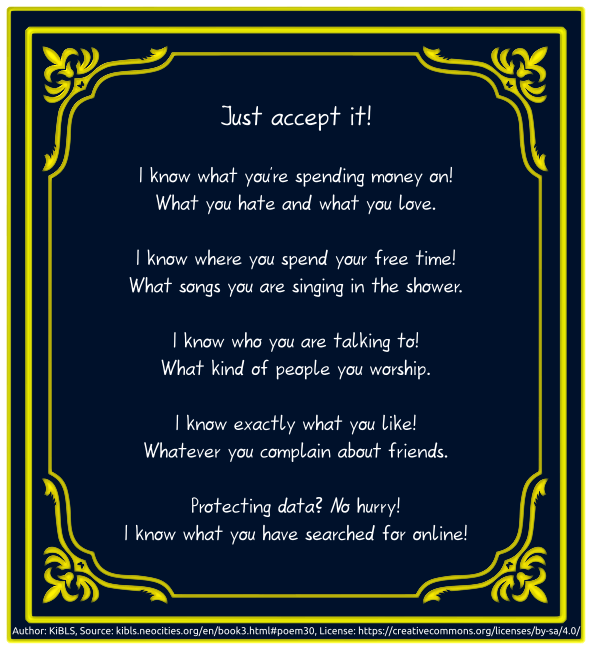 Just accept it!
I know what you're spending money on!
What you hate and what you love.
I know where you spend your free time!
What songs you are singing in the shower.
I know who you are talking to!
What kind of people you worship.
I know exactly what you like!
Whatever you complain about friends.
Protecting data? No hurry!
I know what you have searched for online!
Author: KiBLS, Source: kibls.neocities.org/en/book3.html#poem30, License: https://creativecommons.org/licenses/by-sa/4.0/